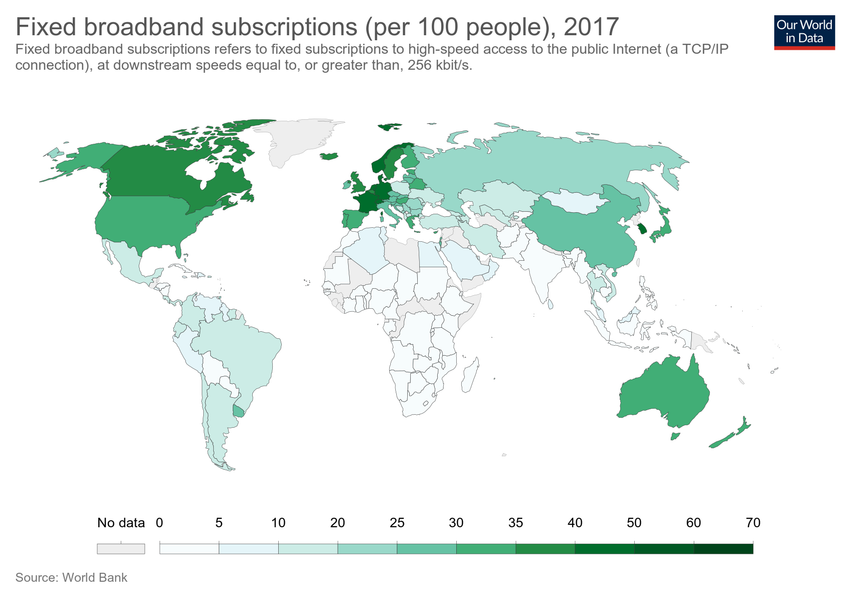 Fixed broadband subscriptions (per 100 people), 2017
Our World
in Data
Fixed broadband subscriptions refers to fixed subscriptions to high-speed access to the public Internet (a TCP/IP
connection), at downstream speeds equal to, or greater than, 256 kbit/s.
No data 0 5 10 20 25 30 35 40 50 60 70
Source: World Bank